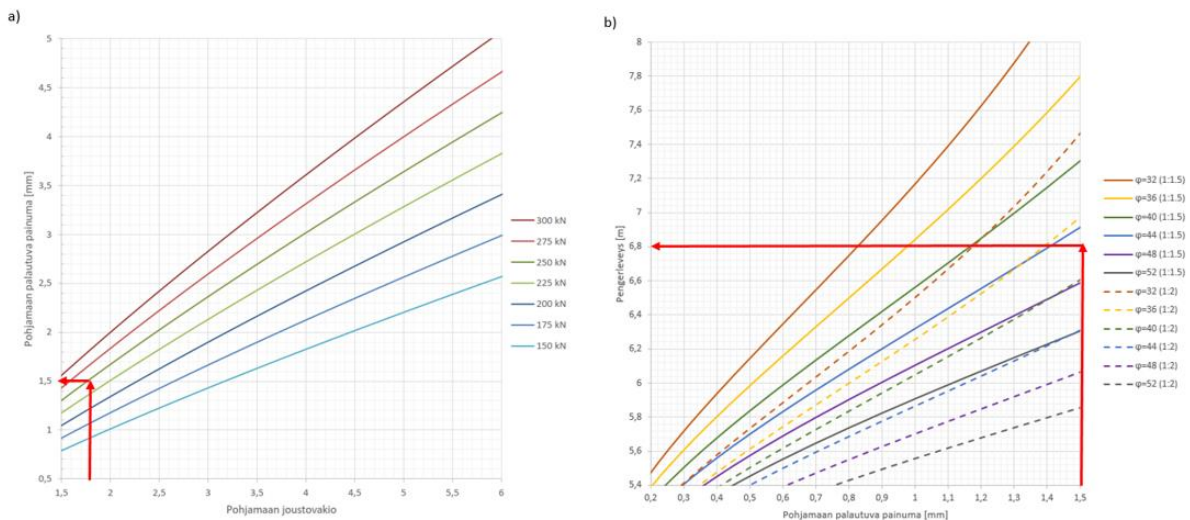 a)
5
4,5
4
3,5
3
2,5
2
1,5
1
0,5
Pohjamaan palautuva painuma [mm]
1,5 2 2,5 3 3,5 4 4,5 5 5,5 6
Pohjamaan joustovakio
300 kN
275 kN
250 kN
225 kN
200 kN
175 kN
150 kN
b)
8
7,8
7,6
7,4
7,2
7
6,8
6,6
6,4
6,2
6
5,8
5,6
5,4
Pengerleveys [m]
0,2 0,3 0,4 0,5 0,6 0,7 0,8 0,9 1 1,1 1,2 1,3 1,4 1,5
Pohjamaan palautuva painuma [mm]
φ=32 (1:1.5)
φ=36 (1:1.5)
φ=40 (1:1.5)
φ=44 (1:1.5)
φ=48 (1:1.5)
φ=52 (1:1.5)
φ=32 (1:2)
φ=36 (1:2)
φ=40 (1:2)
φ=44 (1:2)
φ=48 (1:2)
φ=52 (1:2)